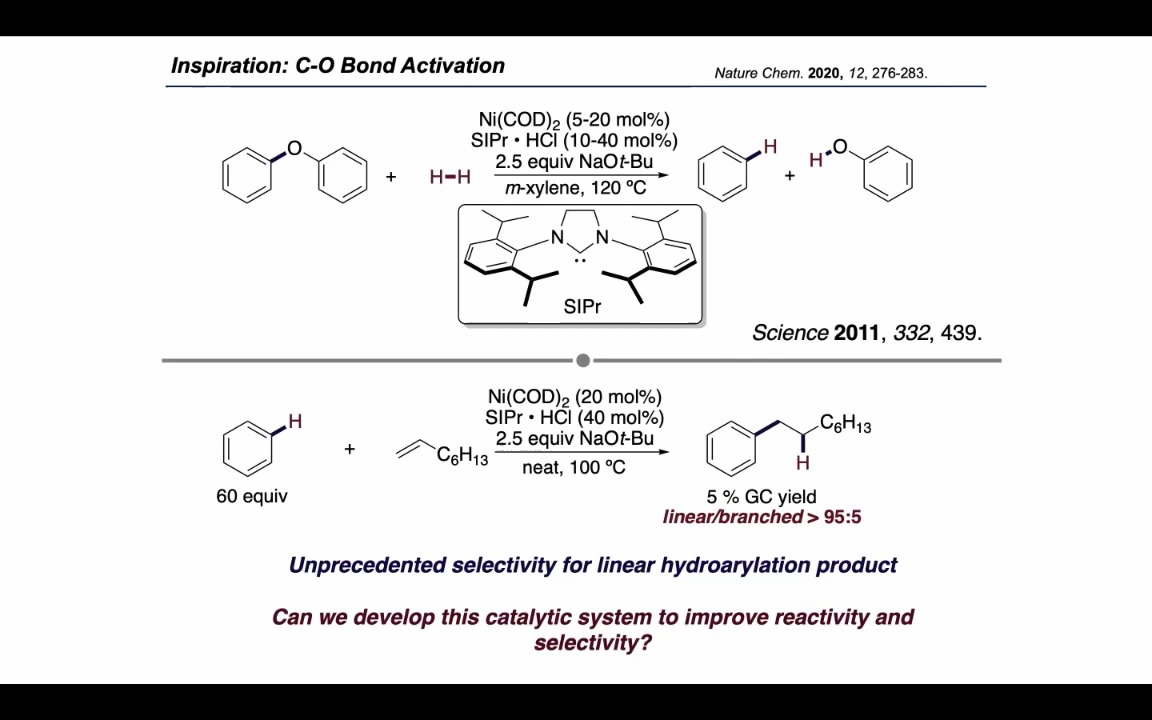 Inspiration: C-O Bond Activation
Nature Chem. 2020, 12, 276-283.
Ni(COD)₂ (5-20 mol%)
SIPr • HCl (10-40 mol%)
2.5 equiv NaOt-Bu
m-xylene, 120 ºC
O
+
H-H
H
+
H O
N N
••
SIPr
Science 2011, 332, 439.
Ni(COD)₂ (20 mol%)
SIPr • HCl (40 mol%)
2.5 equiv NaOt-Bu
neat, 100 ºC
H
+
C₆H₁₃
C₆H₁₃
H
60 equiv
5 % GC yield
linear/branched > 95:5
Unprecedented selectivity for linear hydroarylation product
Can we develop this catalytic system to improve reactivity and
selectivity?